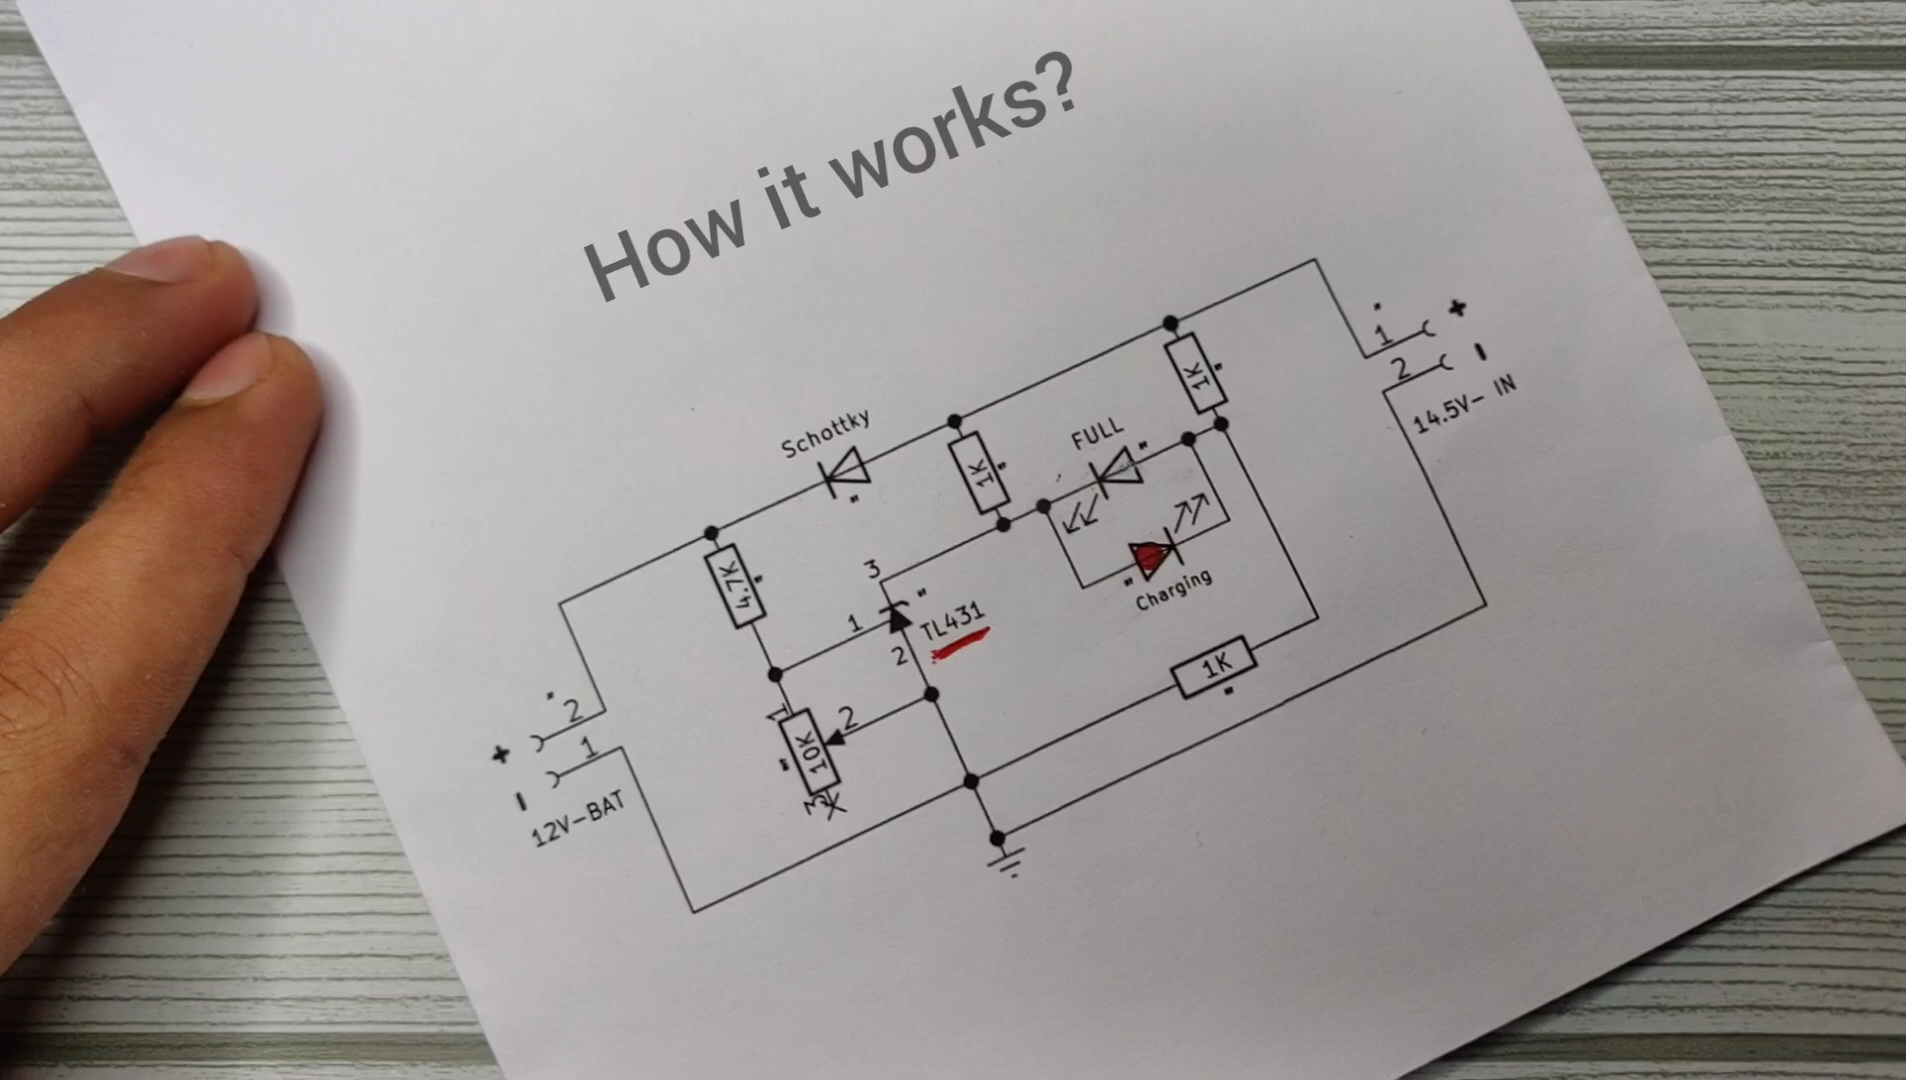 How it works?
+
1
1K
2
-
14.5V- IN
Schottky
FULL
1K
3
4.7K
Charging
1
TL431
2
1K
2
1
2
10K
+
1
3
-
12V-BAT